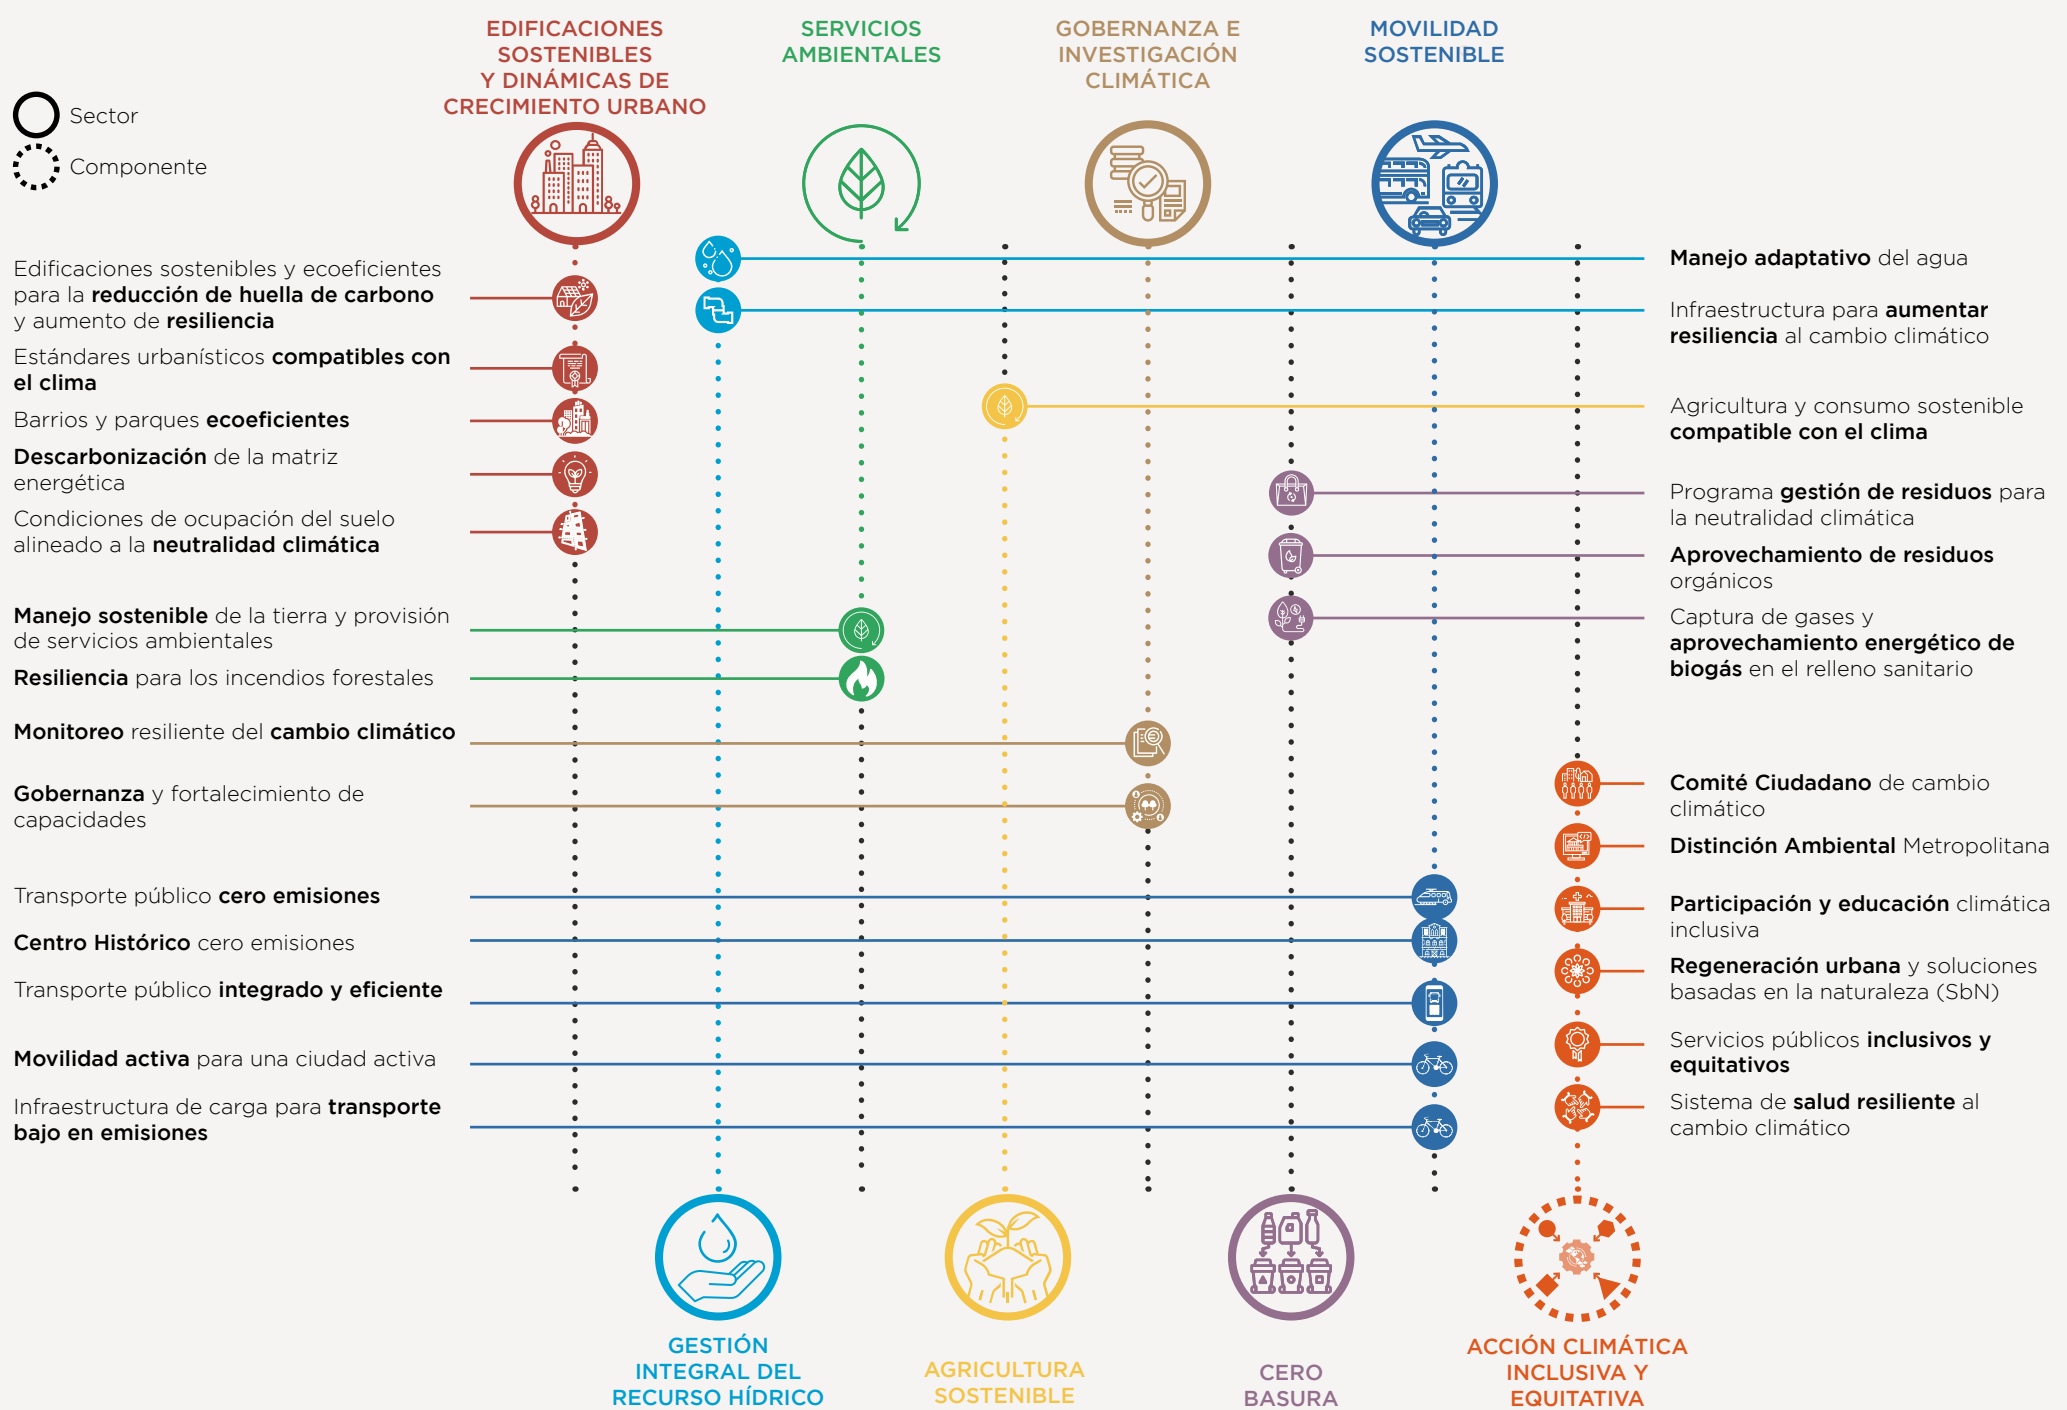 EDIFICACIONES
SOSTENIBLES
Y DINÁMICAS DE
CRECIMIENTO URBANO
SERVICIOS
AMBIENTALES
GOBERNANZA E
INVESTIGACIÓN
CLIMÁTICA
MOVILIDAD
SOSTENIBLE
Sector
Componente
Edificaciones sostenibles y ecoeficientes
para la reducción de huella de carbono
y aumento de resiliencia
Estándares urbanísticos compatibles con
el clima
Barrios y parques ecoeficientes
Descarbonización de la matriz
energética
Condiciones de ocupación del suelo
alineado a la neutralidad climática
Manejo sostenible de la tierra y provisión
de servicios ambientales
Resiliencia para los incendios forestales
Monitoreo resiliente del cambio climático
Gobernanza y fortalecimiento de
capacidades
Transporte público cero emisiones
Centro Histórico cero emisiones
Transporte público integrado y eficiente
Movilidad activa para una ciudad activa
Infraestructura de carga para transporte
bajo en emisiones
Manejo adaptativo del agua
Infraestructura para aumentar
resiliencia al cambio climático
Agricultura y consumo sostenible
compatible con el clima
Programa gestión de residuos para
la neutralidad climática
Aprovechamiento de residuos
orgánicos
Captura de gases y
aprovechamiento energético de
biogás en el relleno sanitario
Comité Ciudadano de cambio
climático
Distinción Ambiental Metropolitana
Participación y educación climática
inclusiva
Regeneración urbana y soluciones
basadas en la naturaleza (SbN)
Servicios públicos inclusivos y
equitativos
Sistema de salud resiliente al
cambio climático
GESTIÓN
INTEGRAL DEL
RECURSO HÍDRICO
AGRICULTURA
SOSTENIBLE
CERO
BASURA
ACCIÓN CLIMÁTICA
INCLUSIVA Y
EQUITATIVA